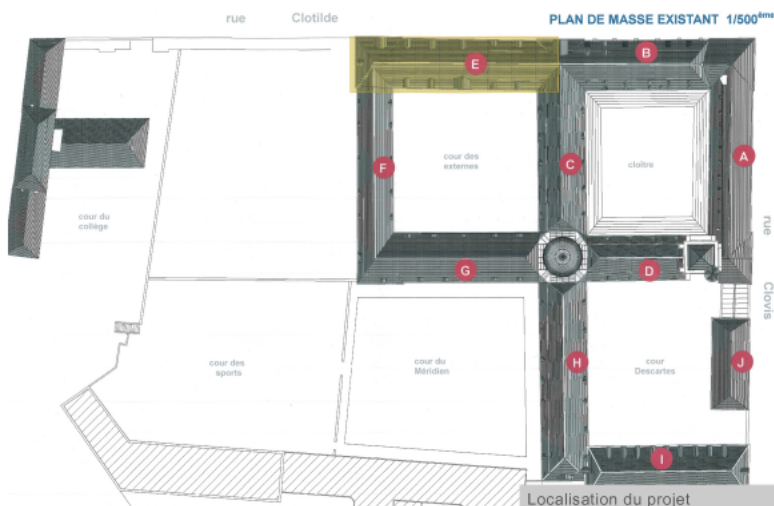 rue Clotilde
PLAN DE MASSE EXISTANT 1/500ème
B
E
A
C
F
cour des
externes
cloître
cour du
collège
rue
G
D
Clovis
cour des
sports
cour du
Méridien
H
cour
Descartes
J
I
Localisation du projet